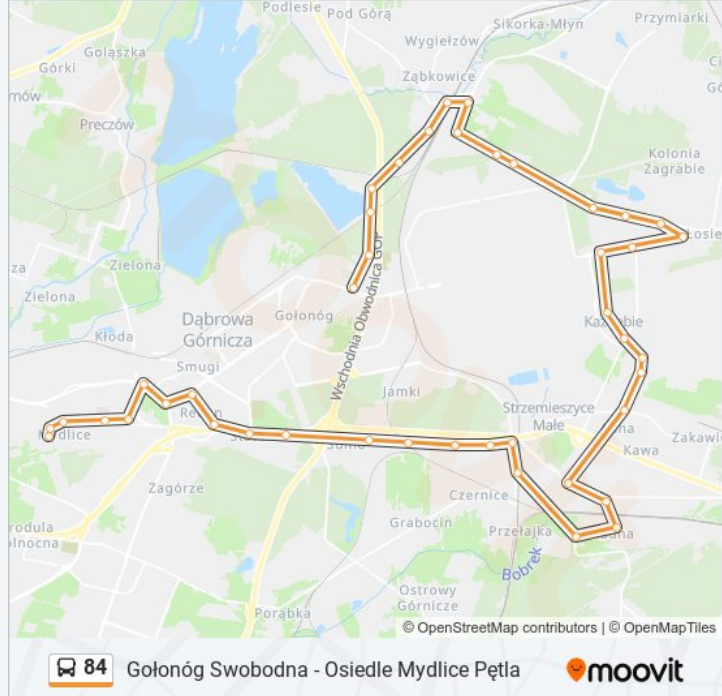 Podlesie
Pod Górą
Sikorka-Młyn
Przymiarki
Wygiełzów
Gołaszka
Górki
Ząbkowice
Preczów
Kolonia
Zagrabie
Zielona
Zielona
Wschodnia Obwodnica GOP
Dąbrowa
Górnicza
Gołonóg
Kłoda
Smugi
Jamki
Strzemieszyce
Małe
Kawa
Zagórze
Czernice
Grabocin
Przełajka
Bobrek
Ostrowy
Górnicze
Porąbka
© OpenStreetMap contributors | © OpenMapTiles
84 Gołonóg Swobodna - Osiedle Mydlice Pętla moovit